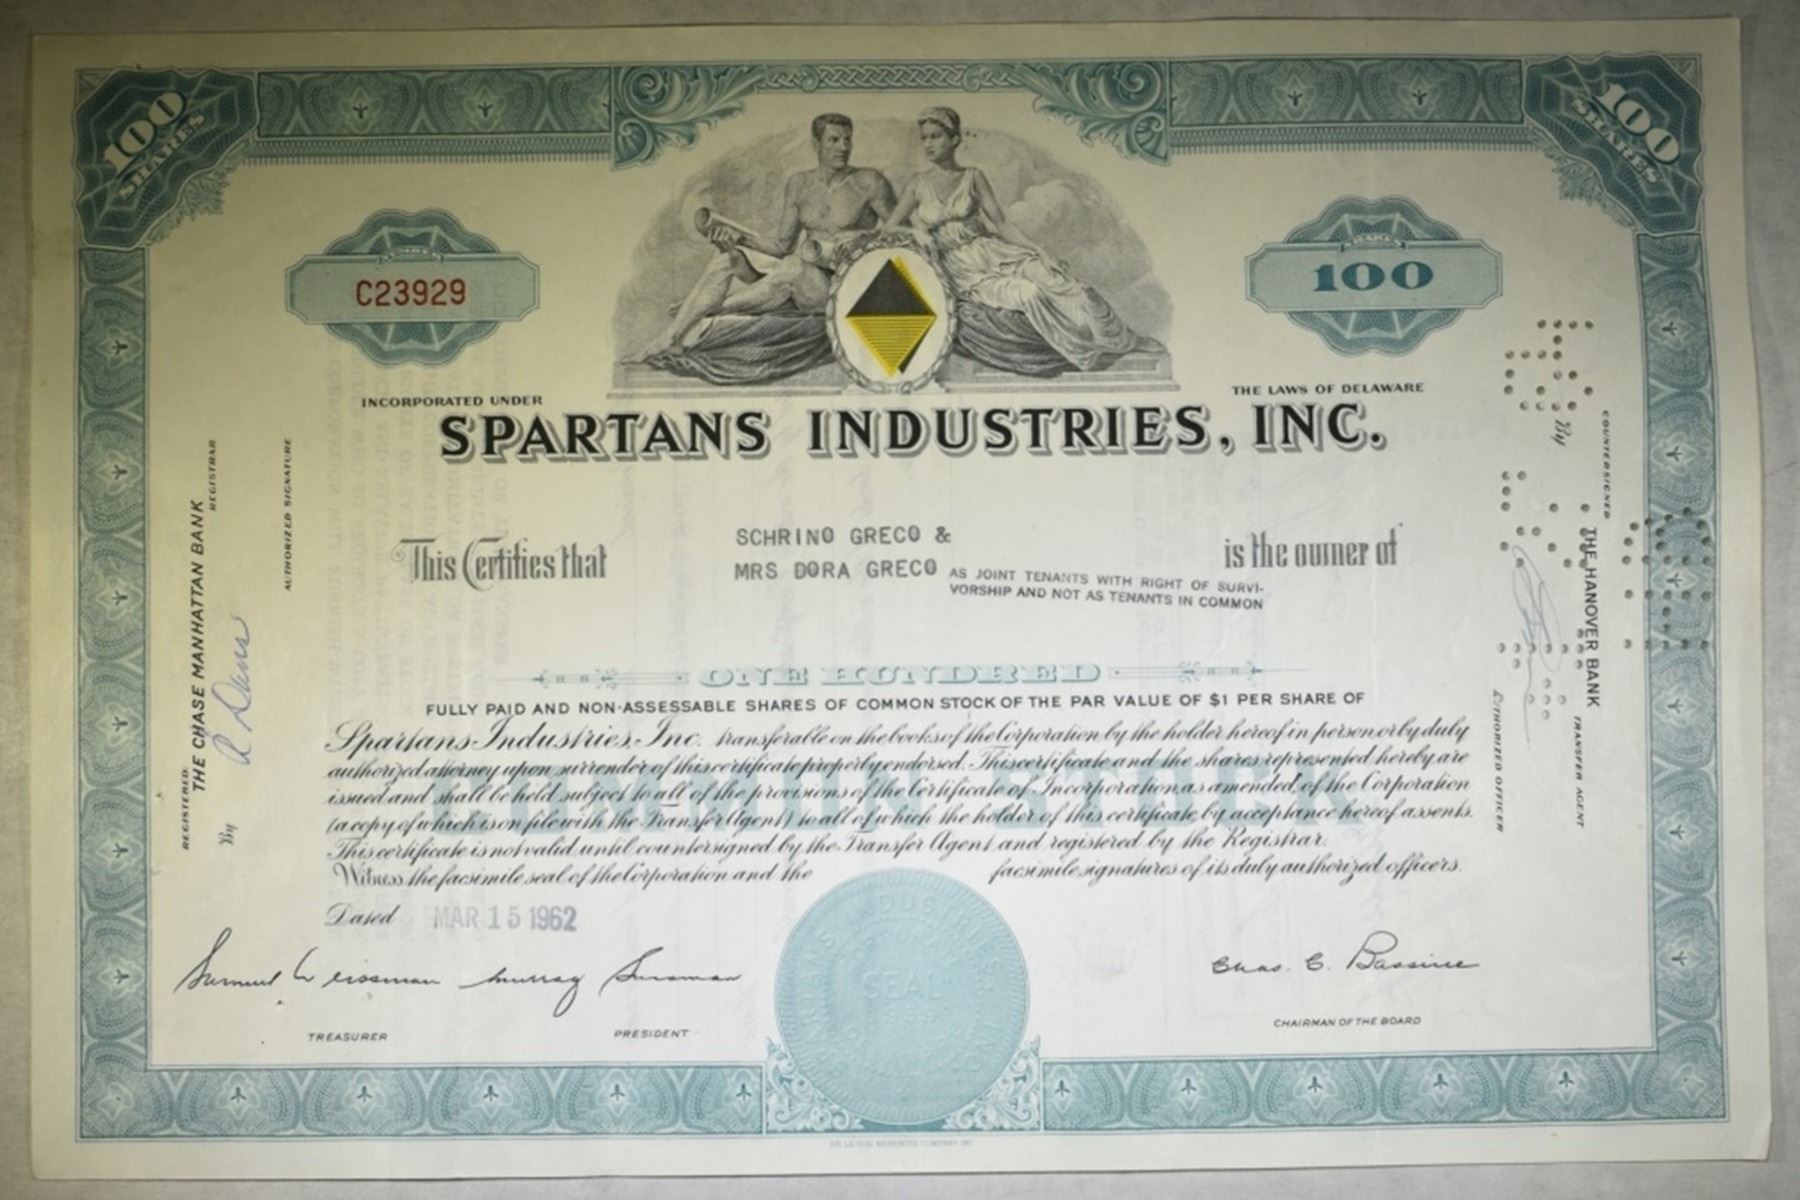 100
SHARES
100
SHARES
NUMBER
C23929
SHARES
100
INCORPORATED UNDER
THE LAWS OF DELAWARE
SPARTANS INDUSTRIES, INC.
This Certifies that
SCHRINO GRECO &
MRS DORA GRECO AS JOINT TENANTS WITH RIGHT OF SURVI-
VORSHIP AND NOT AS TENANTS IN COMMON
is the owner of
ONE HUNDRED
FULLY PAID AND NON-ASSESSABLE SHARES OF COMMON STOCK OF THE PAR VALUE OF $1 PER SHARE OF
Spartans Industries, Inc. transferable on the books of the Corporation by the holder hereof in person or by duly
authorized attorney upon surrender of this certificate properly endorsed. This certificate and the shares represented hereby are
issued and shall be held subject to all of the provisions of the Certificate of Incorporation, as amended, of the Corporation
(a copy of which is on file with the Transfer Agent) to all of which the holder of this certificate, by acceptance hereof assents.
This certificate is not valid until countersigned by the Transfer Agent and registered by the Registrar.
Witness the facsimile seal of the Corporation and the facsimile signatures of its duly authorized officers.
Dated MAR 15 1962
Samuel Weissman
TREASURER
Murray Sussman
PRESIDENT
SEAL
Chas. C. Bassine
CHAIRMAN OF THE BOARD
REGISTERED
THE CHASE MANHATTAN BANK
REGISTRAR
By R Davis
AUTHORIZED SIGNATURE
COUNTERSIGNED
THE HANOVER BANK
TRANSFER AGENT
By
AUTHORIZED OFFICER